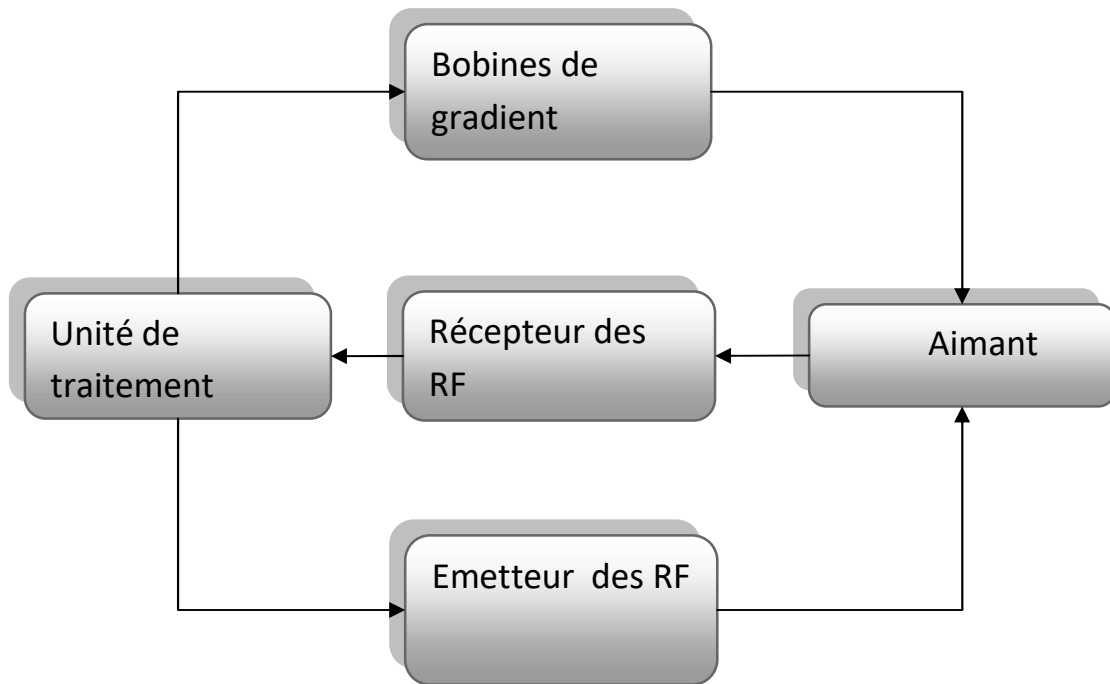 Bobines de
gradient
Unité de
traitement
Récepteur des
RF
Aimant
Emetteur des RF